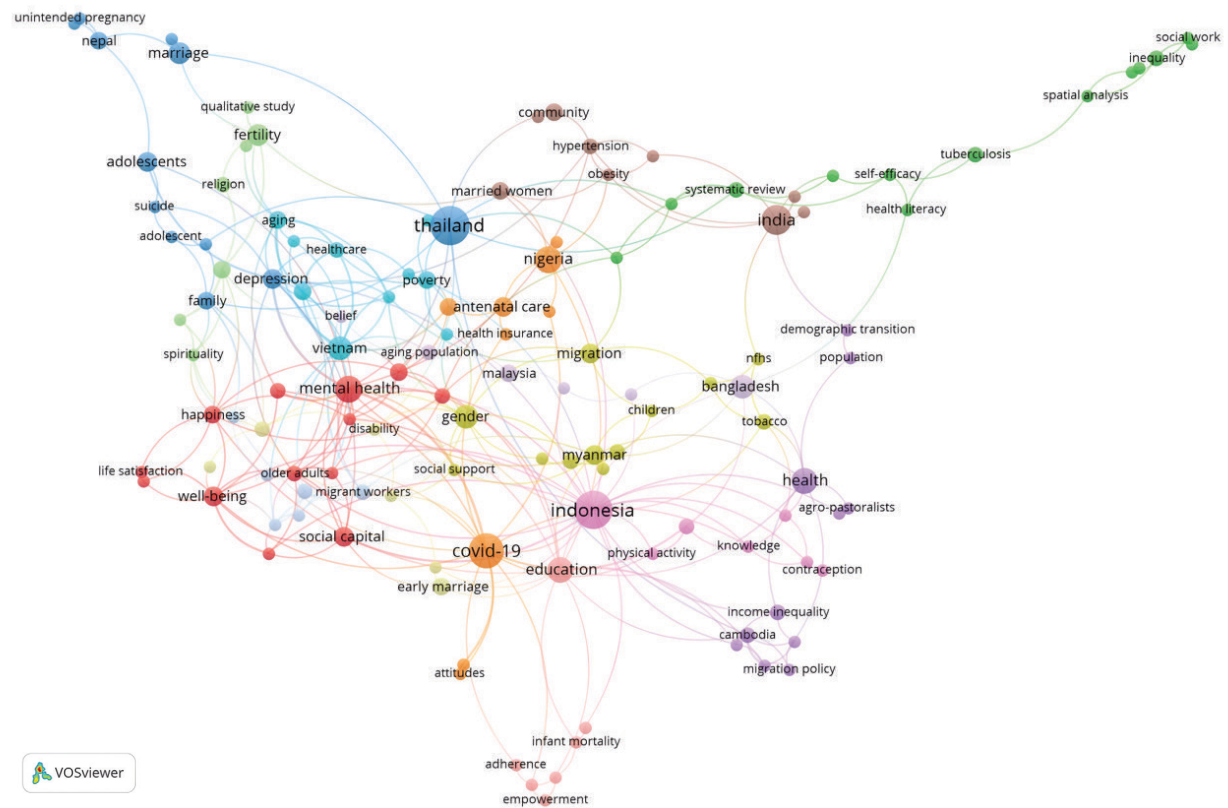 unintended pregnancy
nepal
marriage
social work
inequality
spatial analysis
qualitative study
fertility
community
hypertension
tuberculosis
adolescents
religion
married women
obesity
systematic review
self-efficacy
suicide
aging
thailand
india
health literacy
adolescent
healthcare
nigeria
depression
poverty
family
belief
antenatal care
demographic transition
health insurance
vietnam
aging population
migration
nfhs
population
spirituality
malaysia
mental health
bangladesh
happiness
gender
children
tobacco
disability
life satisfaction
older adults
social support
myanmar
well-being
migrant workers
health
indonesia
agro-pastoralists
social capital
covid-19
physical activity
knowledge
education
contraception
early marriage
income inequality
cambodia
attitudes
migration policy
infant mortality
adherence
empowerment
VOSviewer